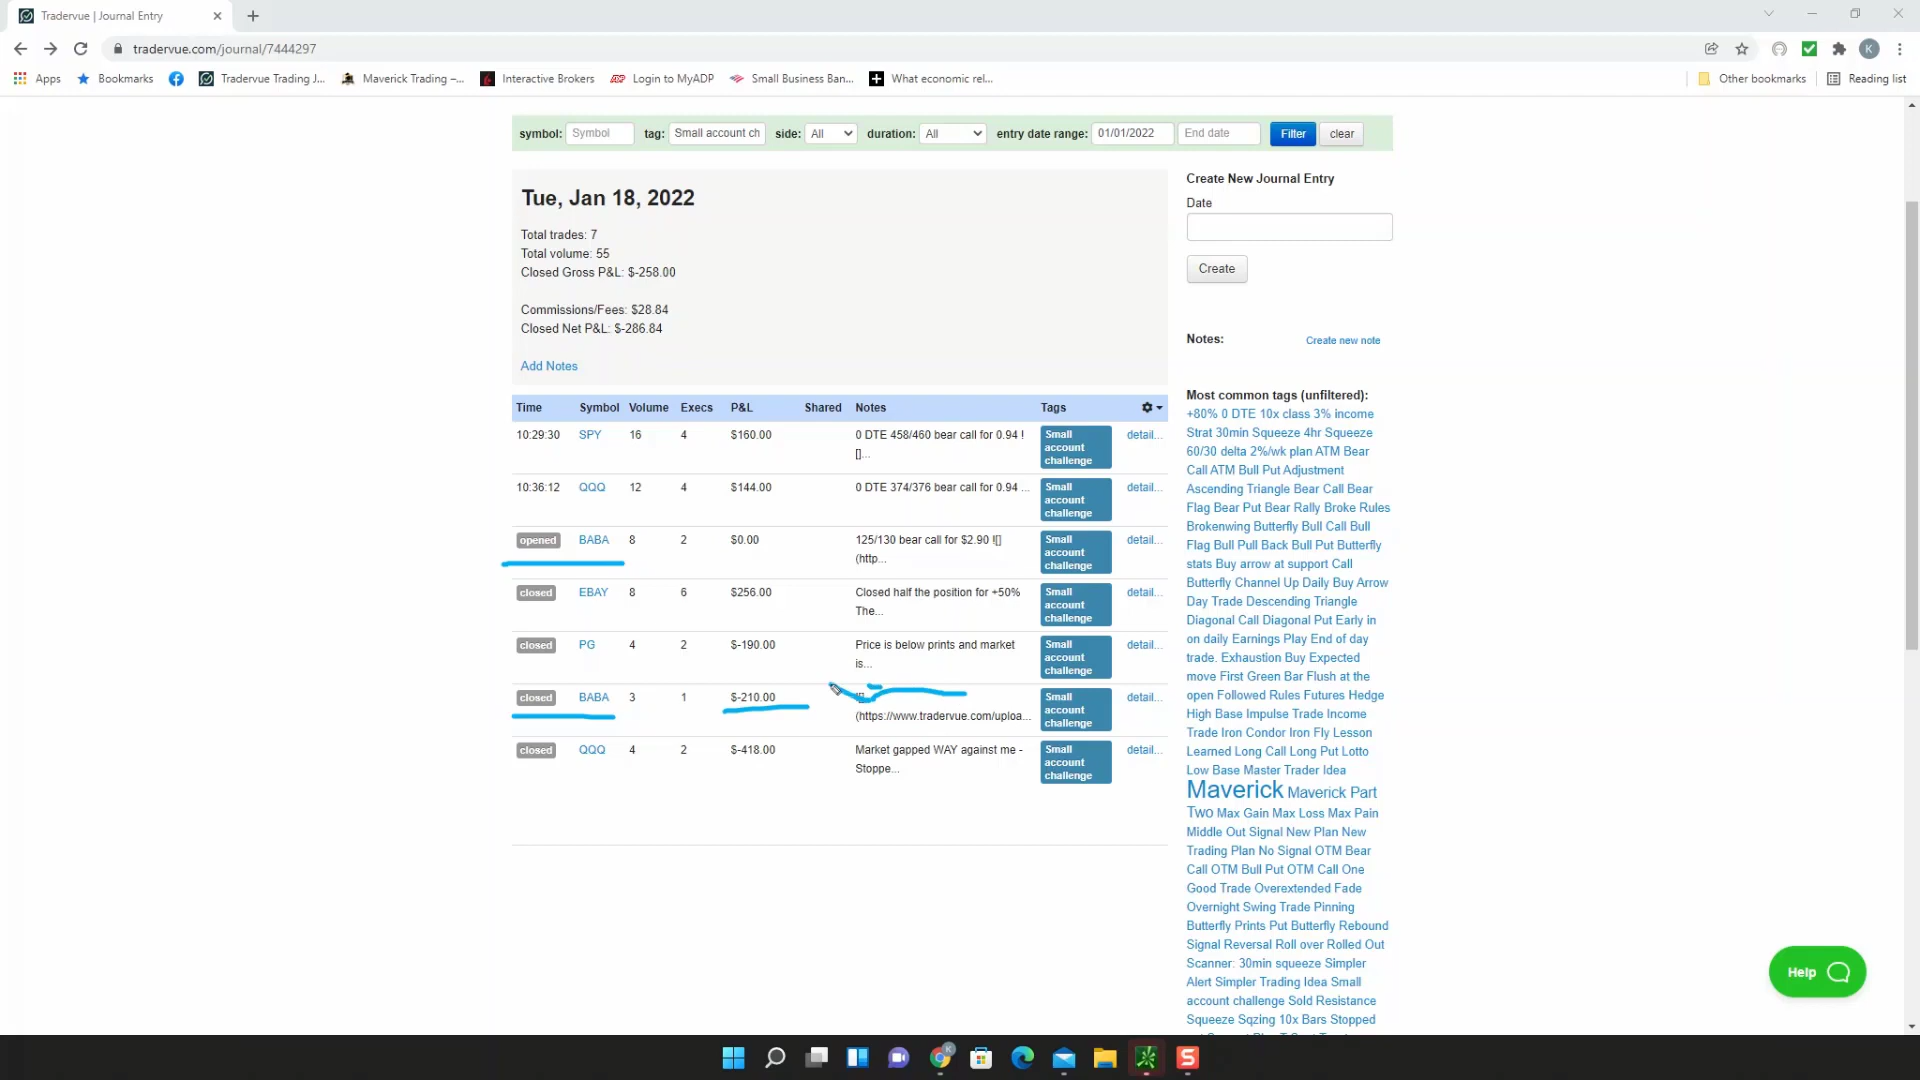 Tradervue | Journal Entry
tradervue.com/journal/7444297
K
Apps Bookmarks Tradervue Trading J... Maverick Trading –... Interactive Brokers Login to MyADP Small Business Ban... What economic rel... Other bookmarks Reading list
symbol: Symbol tag: Small account ch side: All duration: All entry date range: 01/01/2022 End date Filter clear
Tue, Jan 18, 2022
Total trades: 7
Total volume: 55
Closed Gross P&L: $-258.00
Commissions/Fees: $28.84
Closed Net P&L: $-286.84
Add Notes
Time Symbol Volume Execs P&L Shared Notes Tags
10:29:30 SPY 16 4 $160.00 0 DTE 458/460 bear call for 0.94 ! Small detail...
[]... account
challenge
10:36:12 QQQ 12 4 $144.00 0 DTE 374/376 bear call for 0.94 ... Small detail...
account
challenge
opened BABA 8 2 $0.00 125/130 bear call for $2.90 ![] Small detail...
(http... account
challenge
closed EBAY 8 6 $256.00 Closed half the position for +50% Small detail...
The... account
challenge
closed PG 4 2 $-190.00 Price is below prints and market Small detail...
is... account
challenge
closed BABA 3 1 $-210.00 ![] Small detail...
(https://www.tradervue.com/uploa... account
challenge
closed QQQ 4 2 $-418.00 Market gapped WAY against me - Small detail...
Stoppe... account
challenge
Create New Journal Entry
Date
Create
Notes: Create new note
Most common tags (unfiltered):
+80% 0 DTE 10x class 3% income
Strat 30min Squeeze 4hr Squeeze
60/30 delta 2%/wk plan ATM Bear
Call ATM Bull Put Adjustment
Ascending Triangle Bear Call Bear
Flag Bear Put Bear Rally Broke Rules
Brokenwing Butterfly Bull Call Bull
Flag Bull Pull Back Bull Put Butterfly
stats Buy arrow at support Call
Butterfly Channel Up Daily Buy Arrow
Day Trade Descending Triangle
Diagonal Call Diagonal Put Early in
on daily Earnings Play End of day
trade. Exhaustion Buy Expected
move First Green Bar Flush at the
open Followed Rules Futures Hedge
High Base Impulse Trade Income
Trade Iron Condor Iron Fly Lesson
Learned Long Call Long Put Lotto
Low Base Master Trader Idea
Maverick Maverick Part
Two Max Gain Max Loss Max Pain
Middle Out Signal New Plan New
Trading Plan No Signal OTM Bear
Call OTM Bull Put OTM Call One
Good Trade Overextended Fade
Overnight Swing Trade Pinning
Butterfly Prints Put Butterfly Rebound
Signal Reversal Roll over Rolled Out
Scanner: 30min squeeze Simpler
Alert Simpler Trading Idea Small
account challenge Sold Resistance
Squeeze Sqzing 10x Bars Stopped
Help